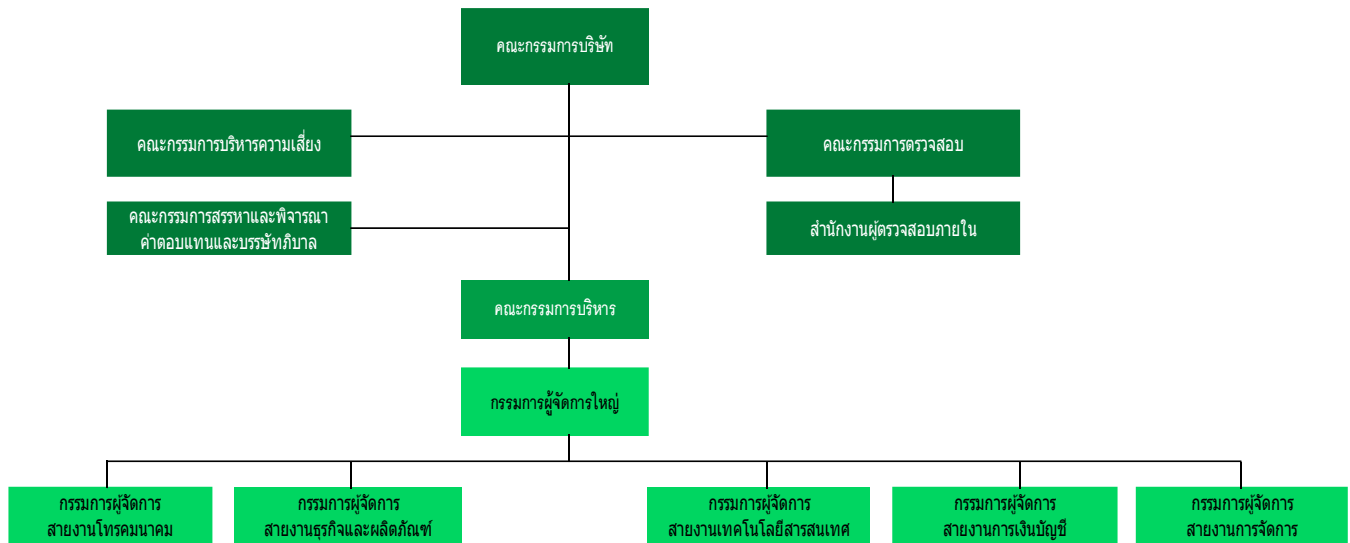 คณะกรรมการบริษัท
คณะกรรมการบริหารความเสี่ยง
คณะกรรมการตรวจสอบ
คณะกรรมการสรรหาและพิจารณา
ค่าตอบแทนและบรรษัทภิบาล
สำนักงานผู้ตรวจสอบภายใน
คณะกรรมการบริหาร
กรรมการผู้จัดการใหญ่
กรรมการผู้จัดการ
สายงานโทรคมนาคม
กรรมการผู้จัดการ
สายงานธุรกิจและผลิตภัณฑ์
กรรมการผู้จัดการ
สายงานเทคโนโลยีสารสนเทศ
กรรมการผู้จัดการ
สายงานการเงินบัญชี
กรรมการผู้จัดการ
สายงานการจัดการ